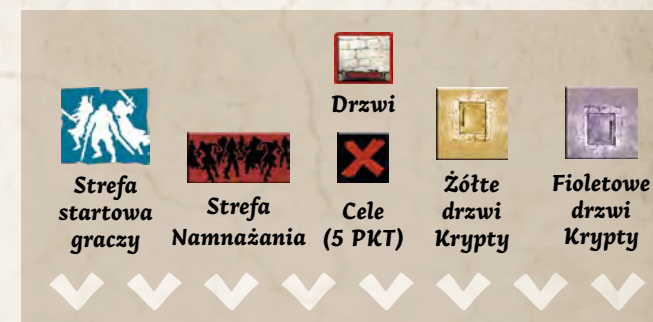 Drzwi
Strefa
startowa
graczy
Strefa
Namnażania
Cele
(5 PKT)
Żółte
drzwi
Krypty
Fioletowe
drzwi
Krypty